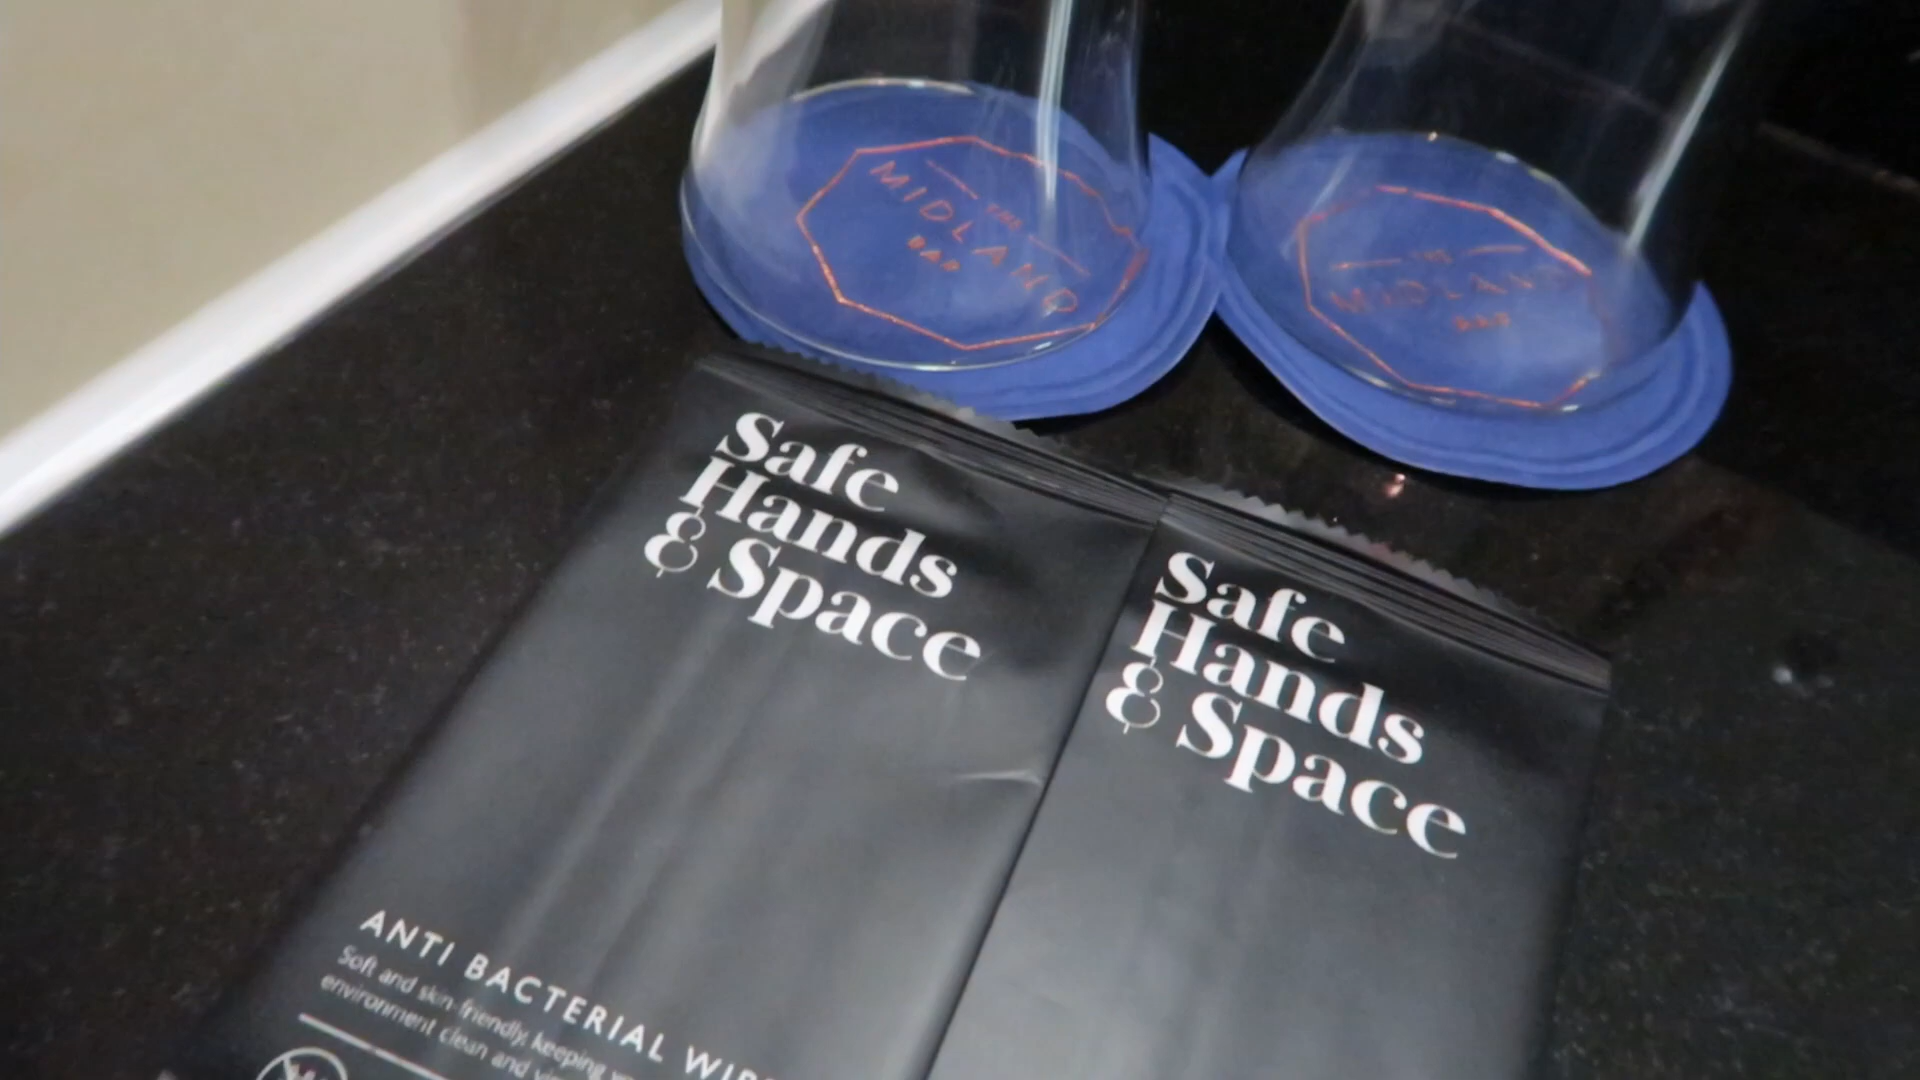 THE
MIDLAND
BAR
THE
MIDLAND
BAR
Safe
Hands
& Space
Safe
Hands
& Space
ANTI BACTERIAL
Soft and skin friendly, keeping
environment clean and